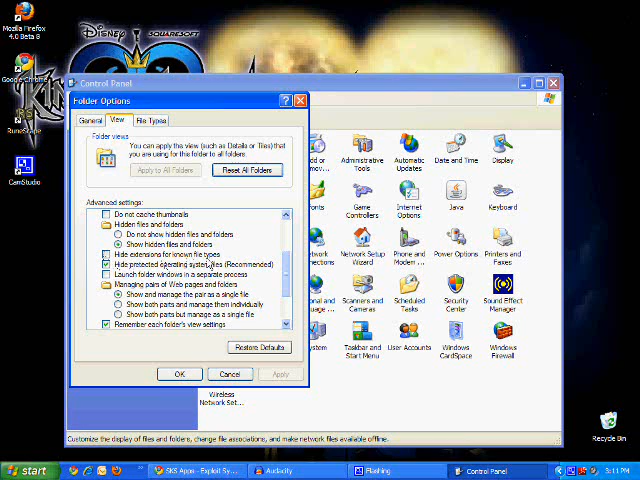 Mozilla Firefox
4.0 Beta 8
Google Chrome
RuneScape
CamStudio
Disney SQUARESOFT
Control Panel
Folder Options
General View File Types
Folder views
You can apply the view (such as Details or Tiles) that
you are using for this folder to all folders.
Apply to All Folders Reset All Folders
Advanced settings:
Do not cache thumbnails
Hidden files and folders
Do not show hidden files and folders
Show hidden files and folders
Hide extensions for known file types
Hide protected operating system files (Recommended)
Launch folder windows in a separate process
Managing pairs of Web pages and folders
Show and manage the pair as a single file
Show both parts and manage them individually
Show both parts but manage as a single file
Remember each folder's view settings
Restore Defaults
OK Cancel Apply
Administrative
Tools
Automatic
Updates
Date and Time
Display
Game
Controllers
Internet
Options
Java
Keyboard
Network Setup
Wizard
Phone and
Modem ...
Power Options
Printers and
Faxes
Scanners and
Cameras
Scheduled
Tasks
Security
Center
Sound Effect
Manager
Taskbar and
Start Menu
User Accounts
Windows
CardSpace
Windows
Firewall
Wireless
Network Set...
Customize the display of files and folders, change file associations, and make network files available offline.
Recycle Bin
start
SKS Apps - Exploit Sy...
Audacity
Flashing
Control Panel
3:11 PM